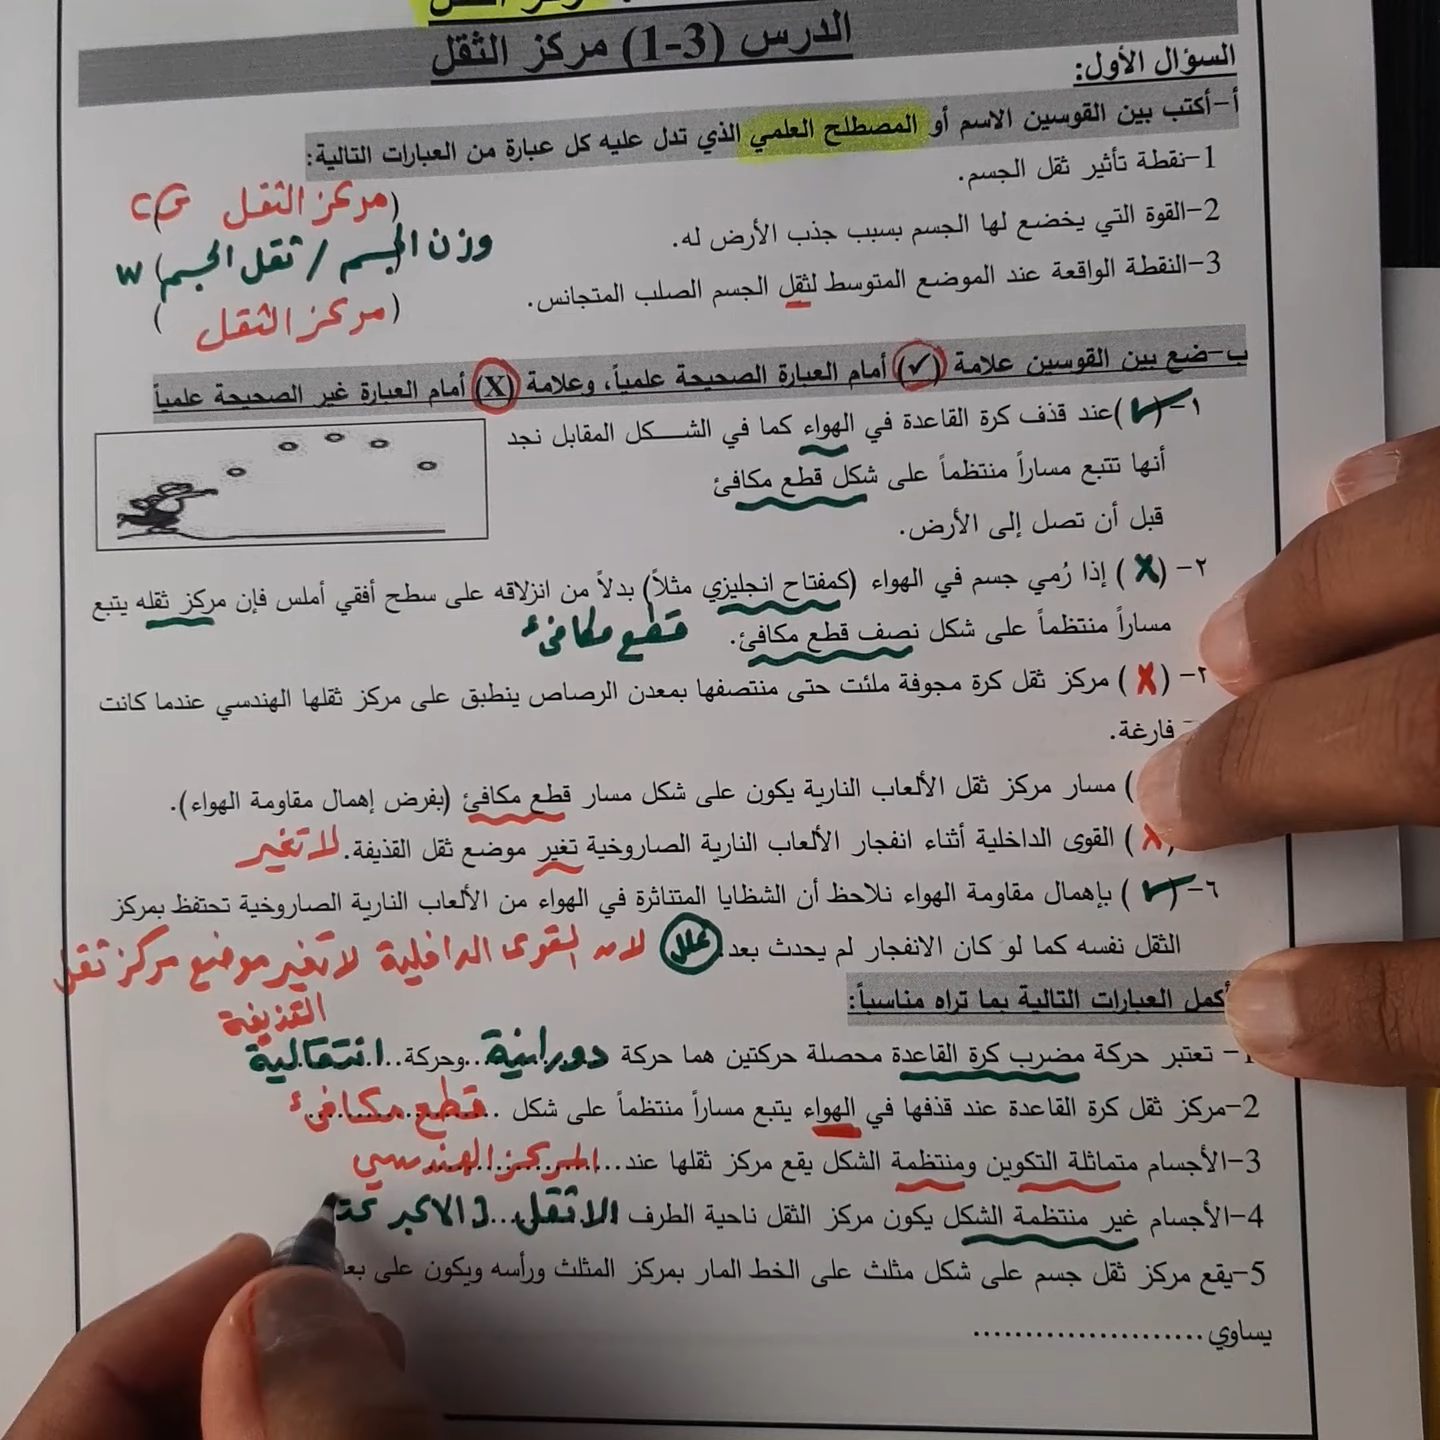 الدرس (3-1) مركز الثقل
السؤال الأول:
أ-أكتب بين القوسين الاسم أو المصطلح العلمي الذي تدل عليه كل عبارة من العبارات التالية:
1-نقطة تأثير ثقل الجسم. (مركز الثقل) CG
2-القوة التي يخضع لها الجسم بسبب جذب الأرض له. (وزن الجسم / ثقل الجسم) W
3-النقطة الواقعة عند الموضع المتوسط لثقل الجسم الصلب المتجانس. (مركز الثقل)
ب-ضع بين القوسين علامة (✓) أمام العبارة الصحيحة علمياً، وعلامة (X) أمام العبارة غير الصحيحة علمياً
١- (✓)عند قذف كرة القاعدة في الهواء كما في الشكل المقابل نجد
أنها تتبع مساراً منتظماً على شكل قطع مكافئ
قبل أن تصل إلى الأرض.
٢- (X) إذا رُمي جسم في الهواء (كمفتاح انجليزي مثلاً) بدلاً من انزلاقه على سطح أفقي أملس فإن مركز ثقله يتبع
مساراً منتظماً على شكل نصف قطع مكافئ. قطع مكافئ
(X) مركز ثقل كرة مجوفة ملئت حتى منتصفها بمعدن الرصاص ينطبق على مركز ثقلها الهندسي عندما كانت
فارغة.
) مسار مركز ثقل الألعاب النارية يكون على شكل مسار قطع مكافئ (بفرض إهمال مقاومة الهواء).
(X) القوى الداخلية أثناء انفجار الألعاب النارية الصاروخية تغير موضع ثقل القذيفة. لا تغير
٦- (✓) بإهمال مقاومة الهواء نلاحظ أن الشظايا المتناثرة في الهواء من الألعاب النارية الصاروخية تحتفظ بمركز
الثقل نفسه كما لو كان الانفجار لم يحدث بعد. علل لان القوى الداخلية لا تغير موضع مركز ثقل
القذيفة
أكمل العبارات التالية بما تراه مناسباً:
1- تعتبر حركة مضرب كرة القاعدة محصلة حركتين هما حركة دورانية وحركة انتقالية
2-مركز ثقل كرة القاعدة عند قذفها في الهواء يتبع مساراً منتظماً على شكل قطع مكافئ
3-الأجسام متماثلة التكوين ومنتظمة الشكل يقع مركز ثقلها عند المركز الهندسي
4-الأجسام غير منتظمة الشكل يكون مركز الثقل ناحية الطرف الاثقل [الاكبر
5-يقع مركز ثقل جسم على شكل مثلث على الخط المار بمركز المثلث ورأسه ويكون على
يساوي ......................